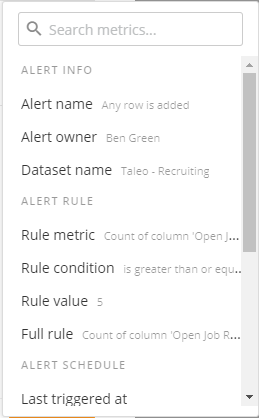 Search metrics...
ALERT INFO
Alert name Any row is added
Alert owner Ben Green
Dataset name Taleo - Recruiting
ALERT RULE
Rule metric Count of column 'Open J...
Rule condition is greater than or equ...
Rule value 5
Full rule Count of column 'Open Job R...
ALERT SCHEDULE
Last triggered at